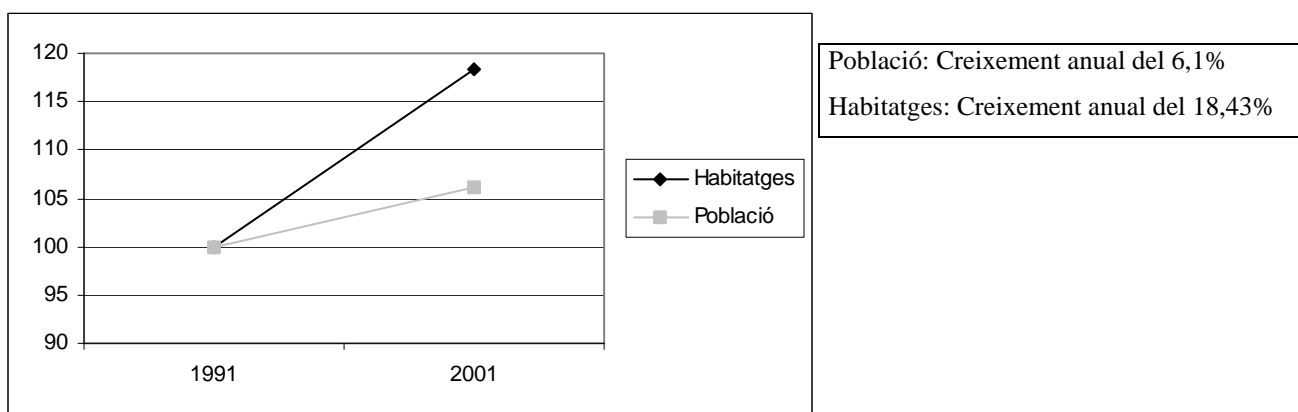 120
115
110
105
100
95
90
1991
2001
Habitatges
Població
Població: Creixement anual del 6,1%
Habitatges: Creixement anual del 18,43%